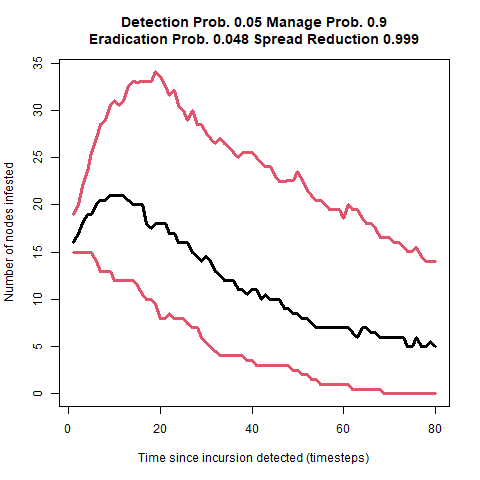 Detection Prob. 0.05 Manage Prob. 0.9
Eradication Prob. 0.048 Spread Reduction 0.999
Number of nodes infested
35
30
25
20
15
10
5
0
0 20 40 60 80
Time since incursion detected (timesteps)